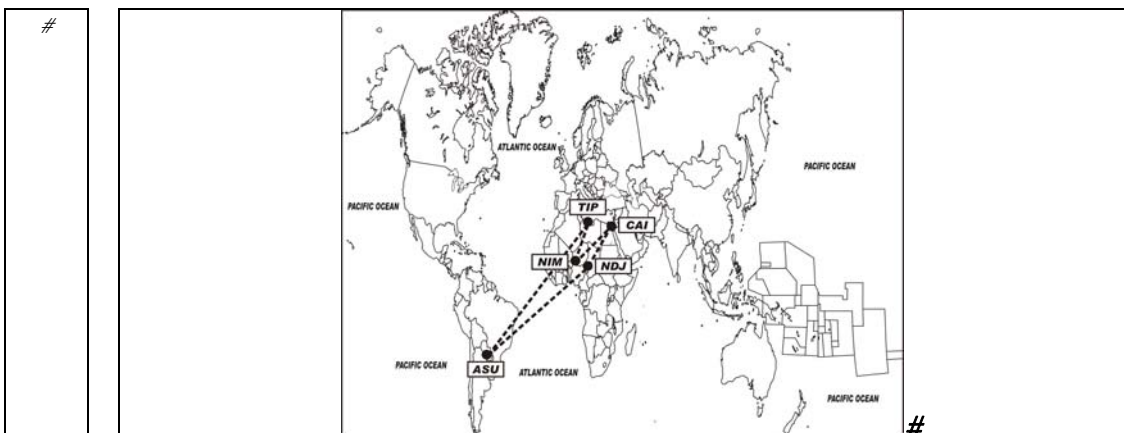 #
ATLANTIC OCEAN
PACIFIC OCEAN
PACIFIC OCEAN
TIP
CAI
NIM
NDJ
PACIFIC OCEAN
ASU
ATLANTIC OCEAN
PACIFIC OCEAN
#